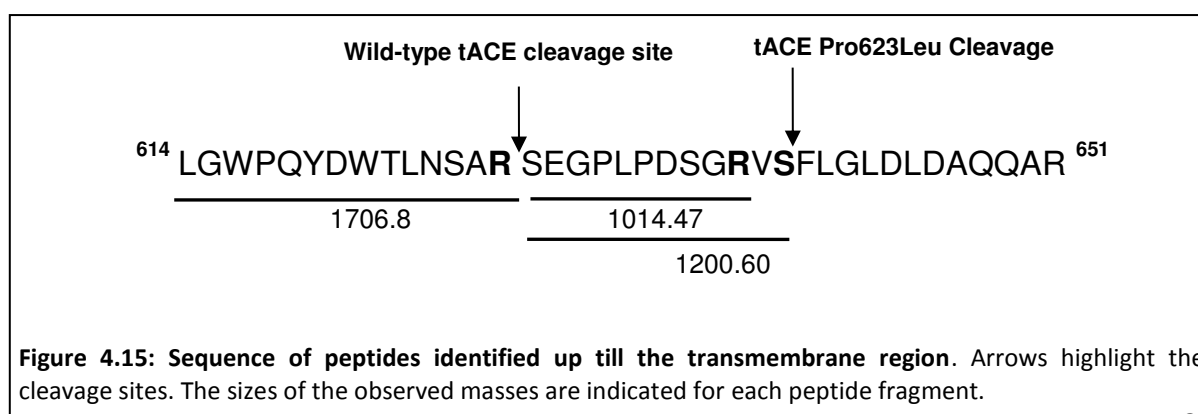 Wild-type tACE cleavage site tACE Pro623Leu Cleavage
614 LGWPQYDWTLNSAR SEGPLPDSGRVSFLGLDLDAQQAR 651
1706.8 1014.47
1200.60
Figure 4.15: Sequence of peptides identified up till the transmembrane region. Arrows highlight the
cleavage sites. The sizes of the observed masses are indicated for each peptide fragment.